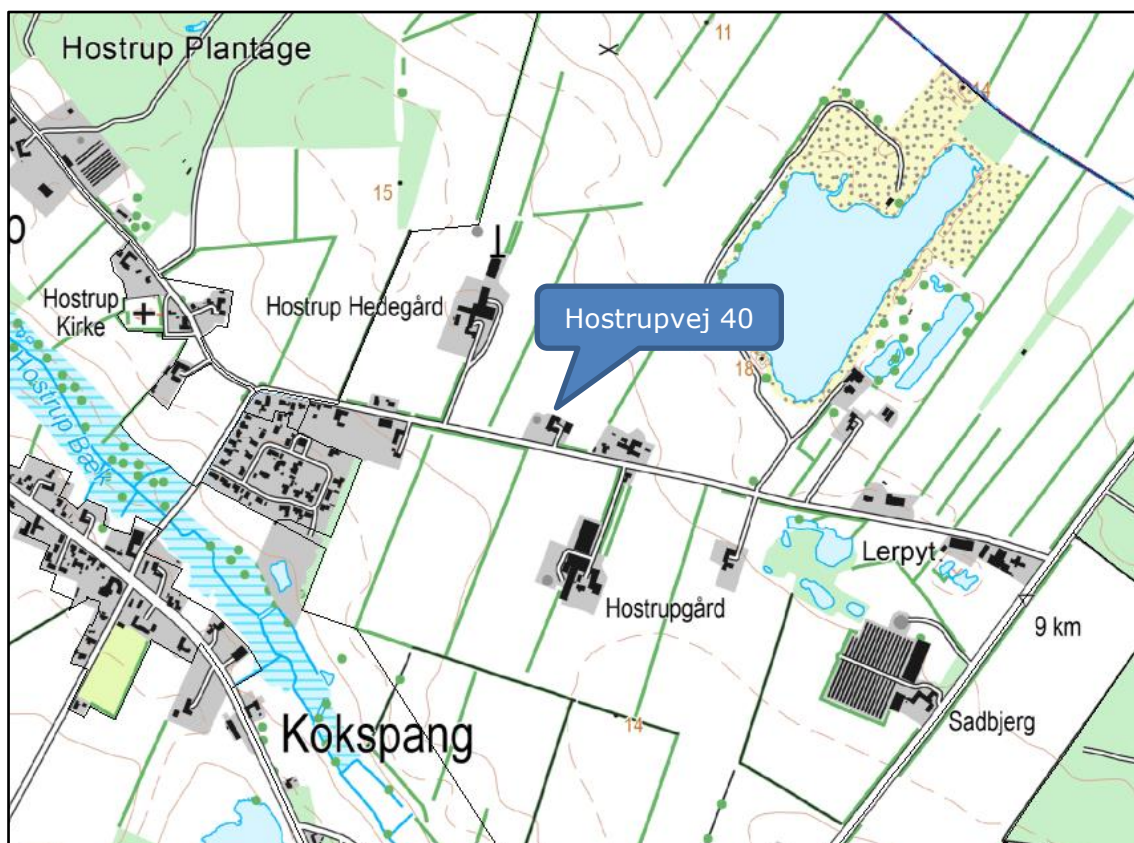 Hostrup Plantage
11
14
15
o
Hostrup
Kirke
Hostrup Hedegård
Hostrupvej 40
18
Hostrup Bæk
Lerpyt
Hostrupgård
9 km
14
Sadbjerg
Kokspang